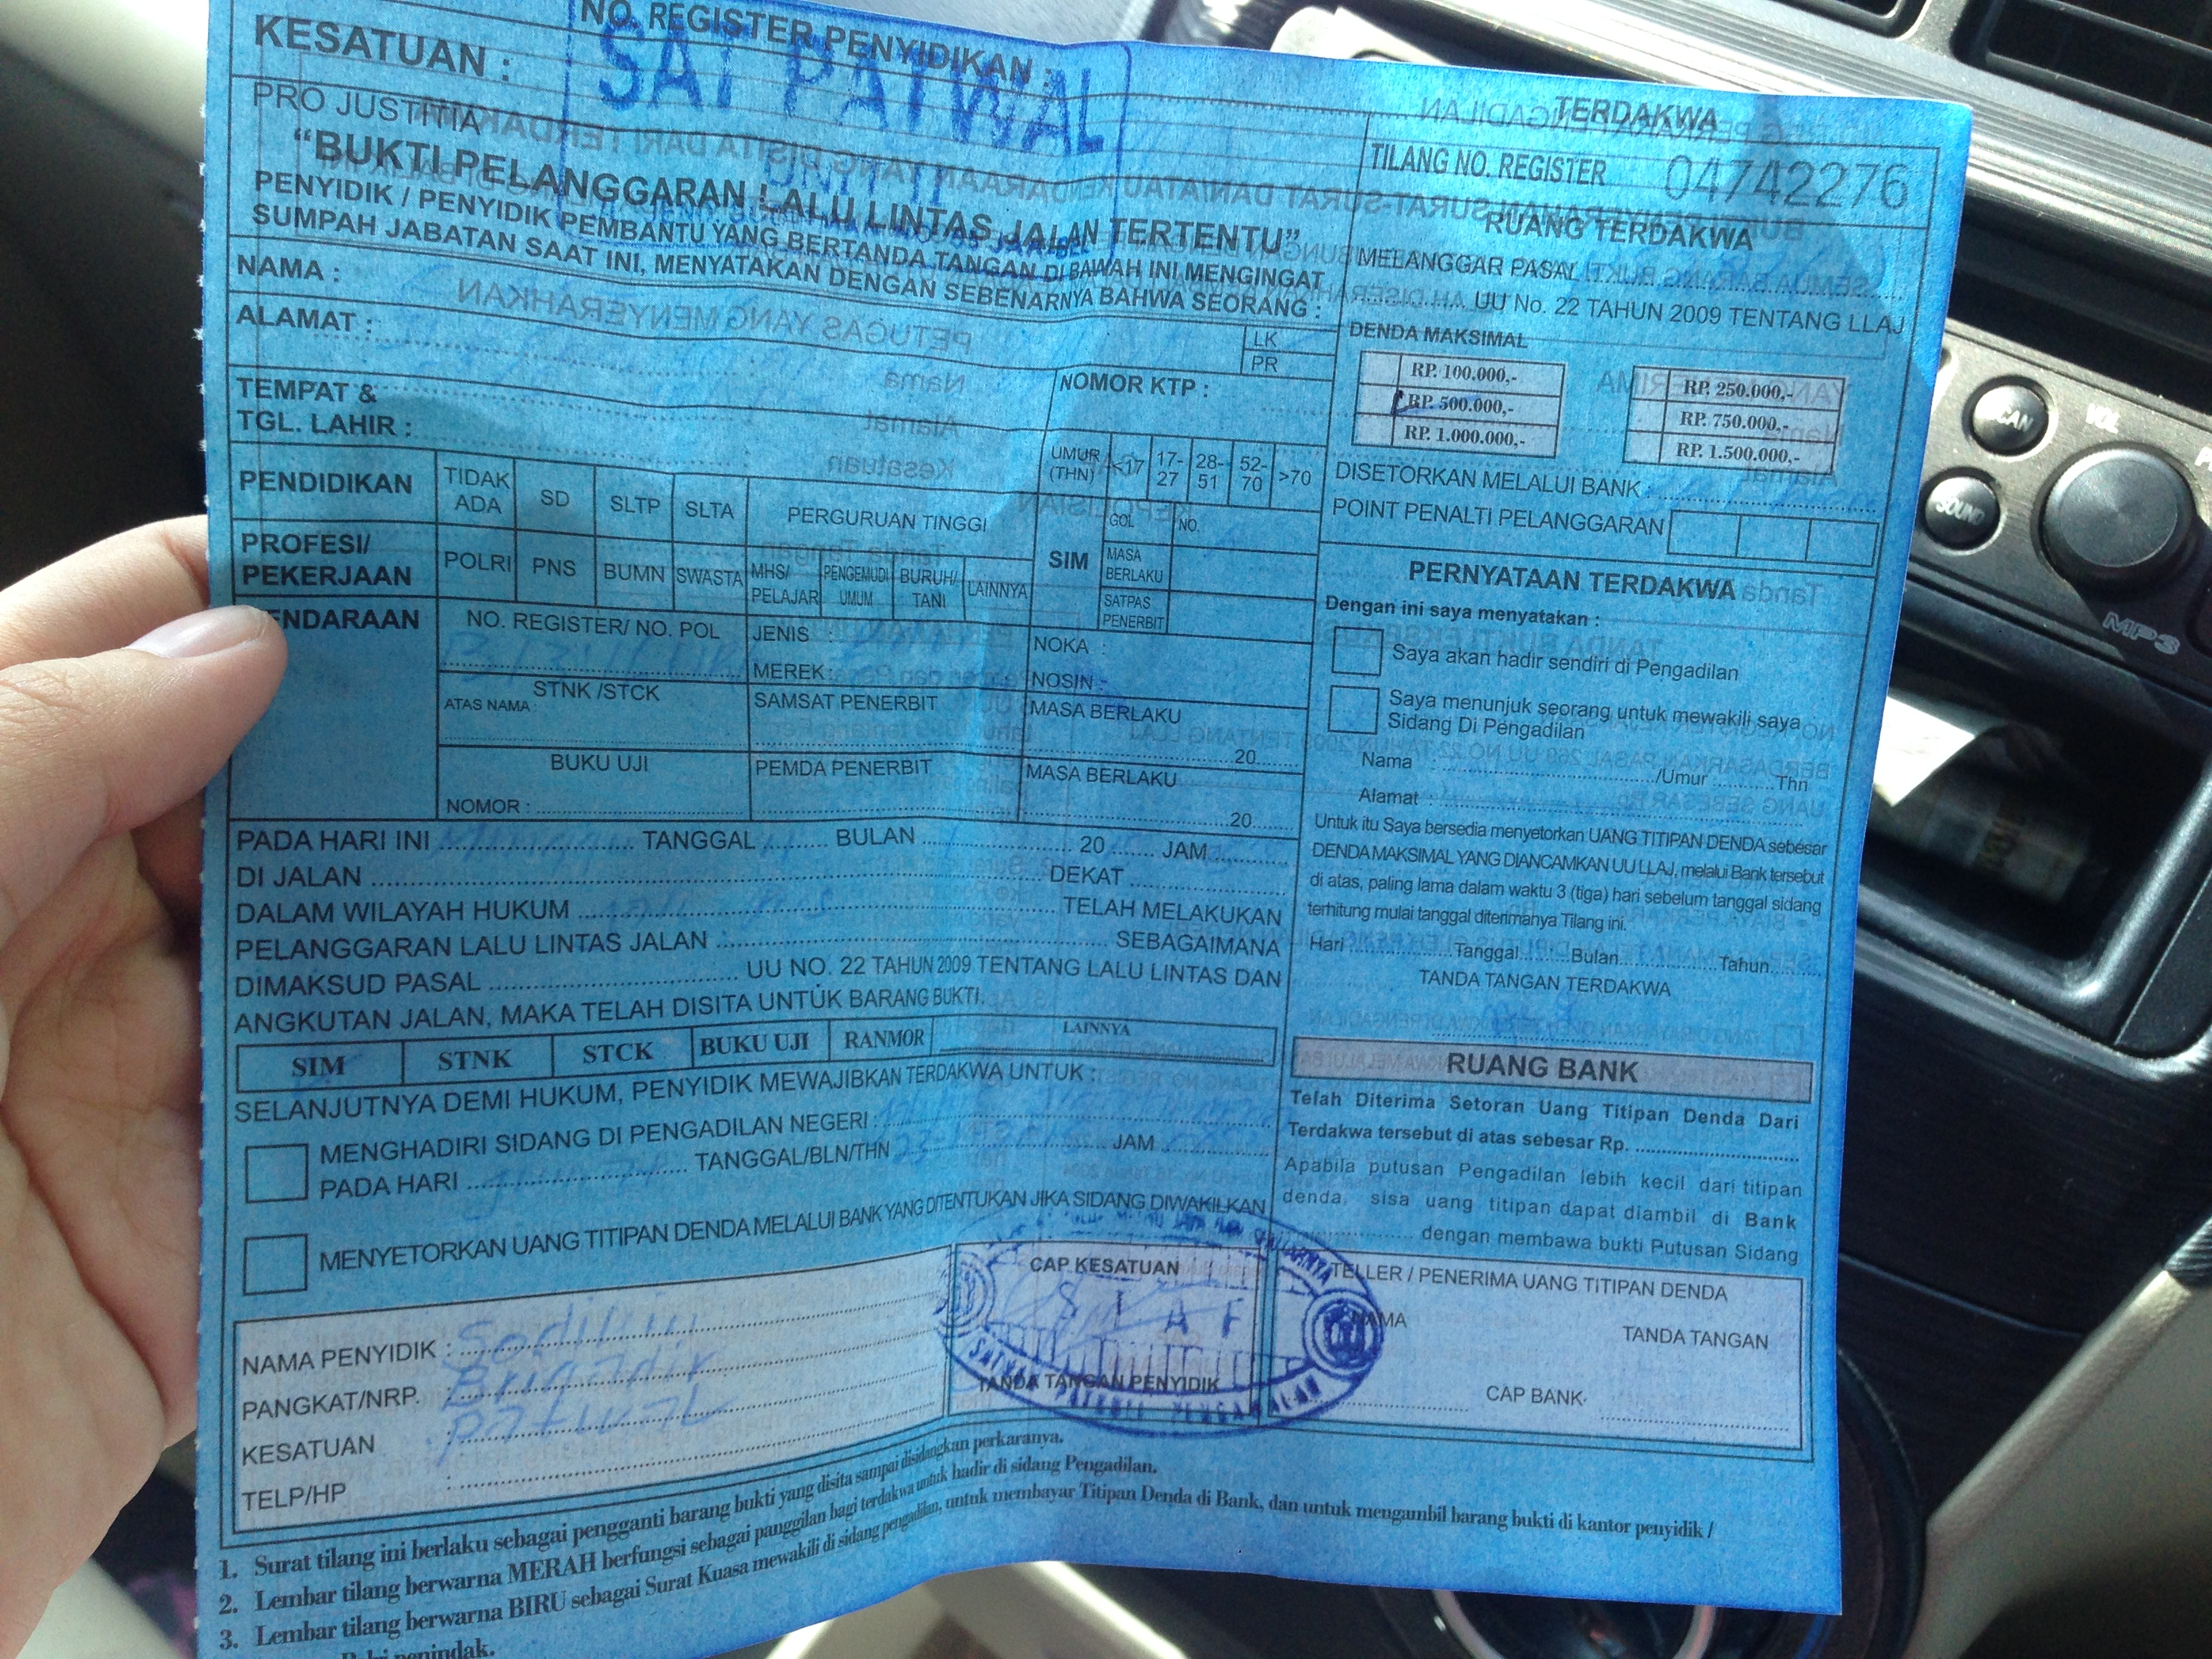 NO. REGISTER PENYIDIKAN :
KESATUAN :
SAT PATWAL
PRO JUSTITIA
"BUKTI PELANGGARAN LALU LINTAS JALAN TERTENTU"
PENYIDIK / PENYIDIK PEMBANTU YANG BERTANDA TANGAN DI BAWAH INI MENGINGAT
SUMPAH JABATAN SAAT INI, MENYATAKAN DENGAN SEBENARNYA BAHWA SEORANG :
NAMA :
ALAMAT :
LK
PR
TEMPAT &
TGL. LAHIR :
NOMOR KTP :
PENDIDIKAN
TIDAK ADA
SD
SLTP
SLTA
PERGURUAN TINGGI
UMUR (THN)
<17
17-27
28-51
52-70
>70
PROFESI/
PEKERJAAN
POLRI
PNS
BUMN
SWASTA
MHS/ PELAJAR
PENGEMUDI UMUM
BURUH/ TANI
LAINNYA
SIM
GOL
NO.
MASA BERLAKU
SATPAS PENERBIT
ENDARAAN
NO. REGISTER/ NO. POL
JENIS :
MEREK :
NOKA :
NOSIN :
STNK /STCK
ATAS NAMA :
SAMSAT PENERBIT
MASA BERLAKU
20
BUKU UJI
NOMOR :
PEMDA PENERBIT
MASA BERLAKU
20
PADA HARI INI TANGGAL BULAN 20 JAM
DI JALAN DEKAT
DALAM WILAYAH HUKUM TELAH MELAKUKAN
PELANGGARAN LALU LINTAS JALAN : SEBAGAIMANA
DIMAKSUD PASAL UU NO. 22 TAHUN 2009 TENTANG LALU LINTAS DAN
ANGKUTAN JALAN, MAKA TELAH DISITA UNTUK BARANG BUKTI.
SIM
STNK
STCK
BUKU UJI
RANMOR
LAINNYA
SELANJUTNYA DEMI HUKUM, PENYIDIK MEWAJIBKAN TERDAKWA UNTUK :
MENGHADIRI SIDANG DI PENGADILAN NEGERI :
PADA HARI TANGGAL/BLN/THN JAM
MENYETORKAN UANG TITIPAN DENDA MELALUI BANK YANG DITENTUKAN JIKA SIDANG DIWAKILKAN
NAMA PENYIDIK :
PANGKAT/NRP. : Brigadir
KESATUAN : Patwal
TELP/HP :
CAP KESATUAN
TANDA TANGAN PENYIDIK
TERDAKWA
TILANG NO. REGISTER 04742276
RUANG TERDAKWA
MELANGGAR PASAL
UU No. 22 TAHUN 2009 TENTANG LLAJ
DENDA MAKSIMAL
RP. 100.000,-
RP. 500.000,-
RP. 1.000.000,-
RP. 250.000,-
RP. 750.000,-
RP. 1.500.000,-
DISETORKAN MELALUI BANK :
POINT PENALTI PELANGGARAN
PERNYATAAN TERDAKWA
Dengan ini saya menyatakan :
Saya akan hadir sendiri di Pengadilan
Saya menunjuk seorang untuk mewakili saya
Sidang Di Pengadilan
Nama : /Umur Thn
Alamat :
Untuk itu Saya bersedia menyetorkan UANG TITIPAN DENDA sebesar
DENDA MAKSIMAL YANG DIANCAMKAN UU LLAJ, melalui Bank tersebut
di atas, paling lama dalam waktu 3 (tiga) hari sebelum tanggal sidang
terhitung mulai tanggal diterimanya Tilang ini.
Hari Tanggal Bulan Tahun
TANDA TANGAN TERDAKWA
RUANG BANK
Telah Diterima Setoran Uang Titipan Denda Dari
Terdakwa tersebut di atas sebesar Rp.
Apabila putusan Pengadilan lebih kecil dari titipan
denda, sisa uang titipan dapat diambil di Bank
dengan membawa bukti Putusan Sidang
TELLER / PENERIMA UANG TITIPAN DENDA
NAMA
TANDA TANGAN
CAP BANK
1. Surat tilang ini berlaku sebagai pengganti barang bukti yang disita sampai disidangkan perkaranya.
2. Lembar tilang berwarna MERAH berfungsi sebagai panggilan bagi terdakwa untuk hadir di sidang Pengadilan.
3. Lembar tilang berwarna BIRU sebagai Surat Kuasa mewakili di sidang pengadilan, untuk membayar Titipan Denda di Bank, dan untuk mengambil barang bukti di kantor penyidik /
penindak.
SCAN
VOL
SOUND
MP3